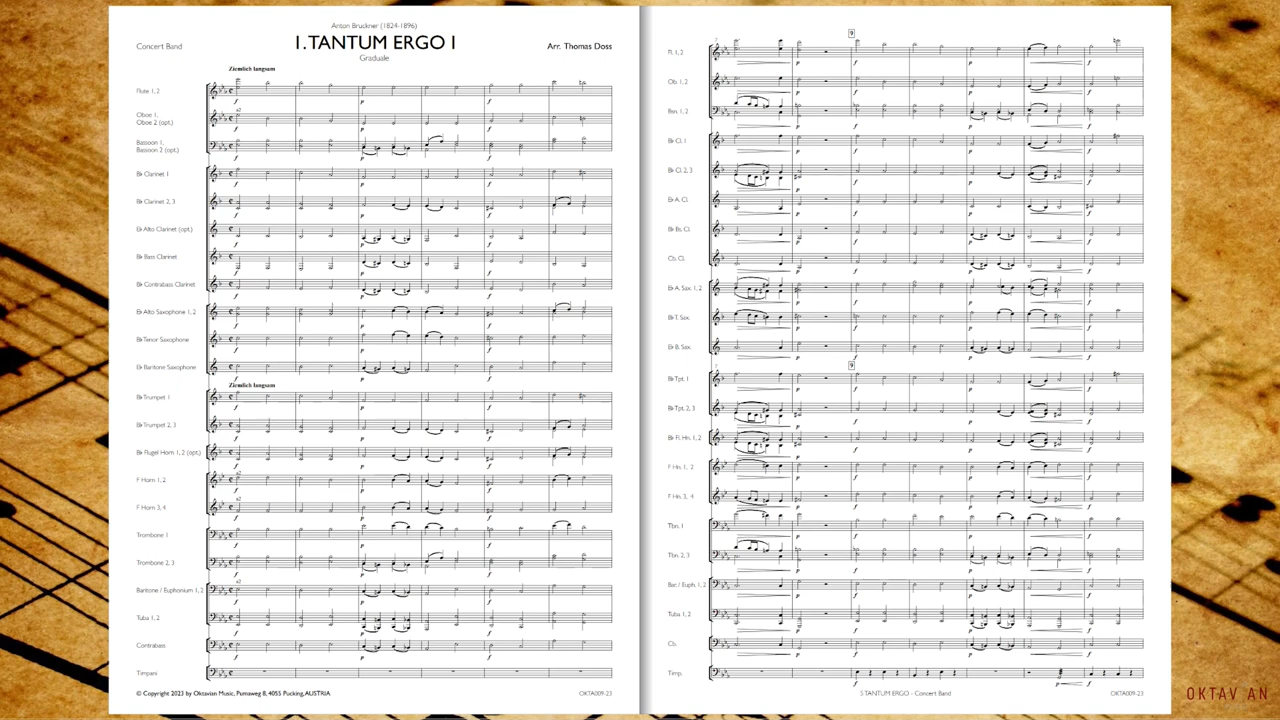 Anton Bruckner (1824-1896)
Concert Band
1. TANTUM ERGO I
Arr. Thomas Doss
Graduale
Ziemlich langsam
Flute 1, 2
Oboe 1,
Oboe 2 (opt.)
Bassoon 1,
Bassoon 2 (opt.)
B♭ Clarinet 1
B♭ Clarinet 2, 3
E♭ Alto Clarinet (opt.)
B♭ Bass Clarinet
B♭ Contrabass Clarinet
E♭ Alto Saxophone 1, 2
B♭ Tenor Saxophone
E♭ Baritone Saxophone
Ziemlich langsam
B♭ Trumpet 1
B♭ Trumpet 2, 3
B♭ Flugel Horn 1, 2 (opt.)
F Horn 1, 2
F Horn 3, 4
Trombone 1
Trombone 2, 3
Baritone / Euphonium 1, 2
Tuba 1, 2
Contrabass
Timpani
© Copyright 2023 by Oktavian Music, Pumaweg 8, 4055 Pucking, AUSTRIA
OKTA009-23
9
Fl. 1, 2
Ob. 1, 2
Bsn. 1, 2
B♭ Cl. 1
B♭ Cl. 2, 3
E♭ A. Cl.
B♭ Bs. Cl.
Cb. Cl.
E♭ A. Sax. 1, 2
B♭ T. Sax.
E♭ B. Sax.
9
B♭ Tpt. 1
B♭ Tpt. 2, 3
B♭ Fl. Hn. 1, 2
F Hn. 1, 2
F Hn. 3, 4
Tbn. 1
Tbn. 2, 3
Bar. / Euph. 1, 2
Tuba 1, 2
Cb.
Timp.
5 TANTUM ERGO - Concert Band
OKTA009-23
OKTAVIAN